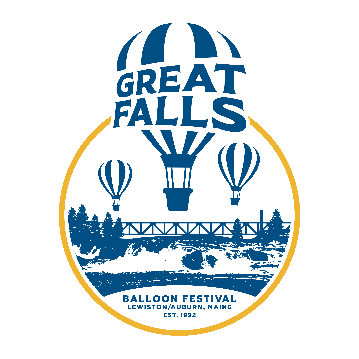 GREAT
FALLS
BALLOON FESTIVAL
LEWISTON/AUBURN, MAINE
EST. 1992